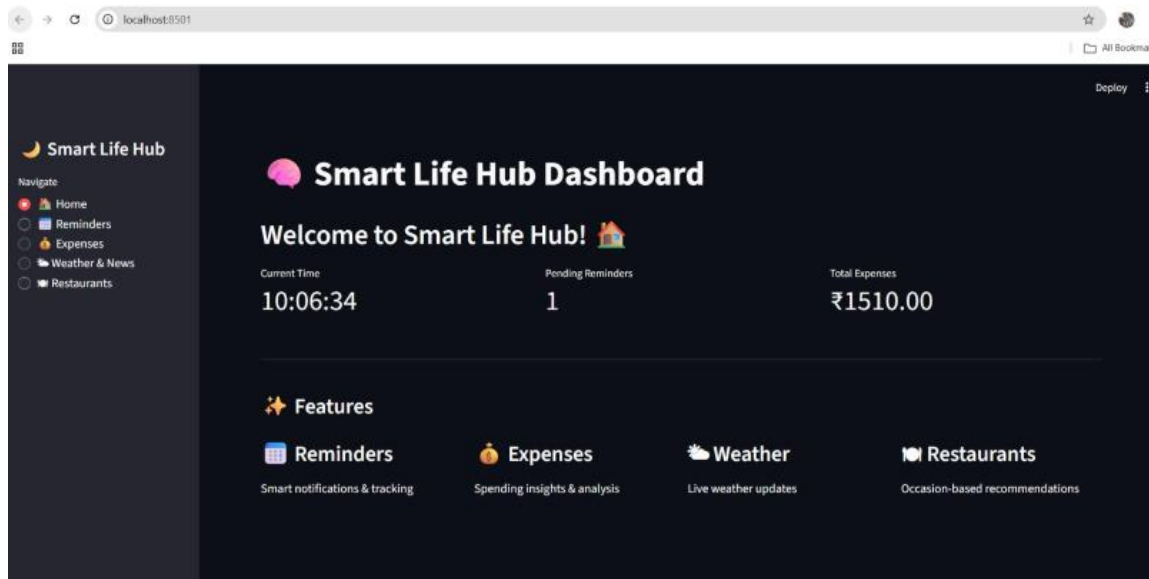 localhost:8501
All Bookma
Deploy
Smart Life Hub
Navigate
Home
Reminders
Expenses
Weather & News
Restaurants
Smart Life Hub Dashboard
Welcome to Smart Life Hub!
Current Time Pending Reminders Total Expenses
10:06:34 1 ₹1510.00
Features
Reminders Expenses Weather Restaurants
Smart notifications & tracking Spending insights & analysis Live weather updates Occasion-based recommendations